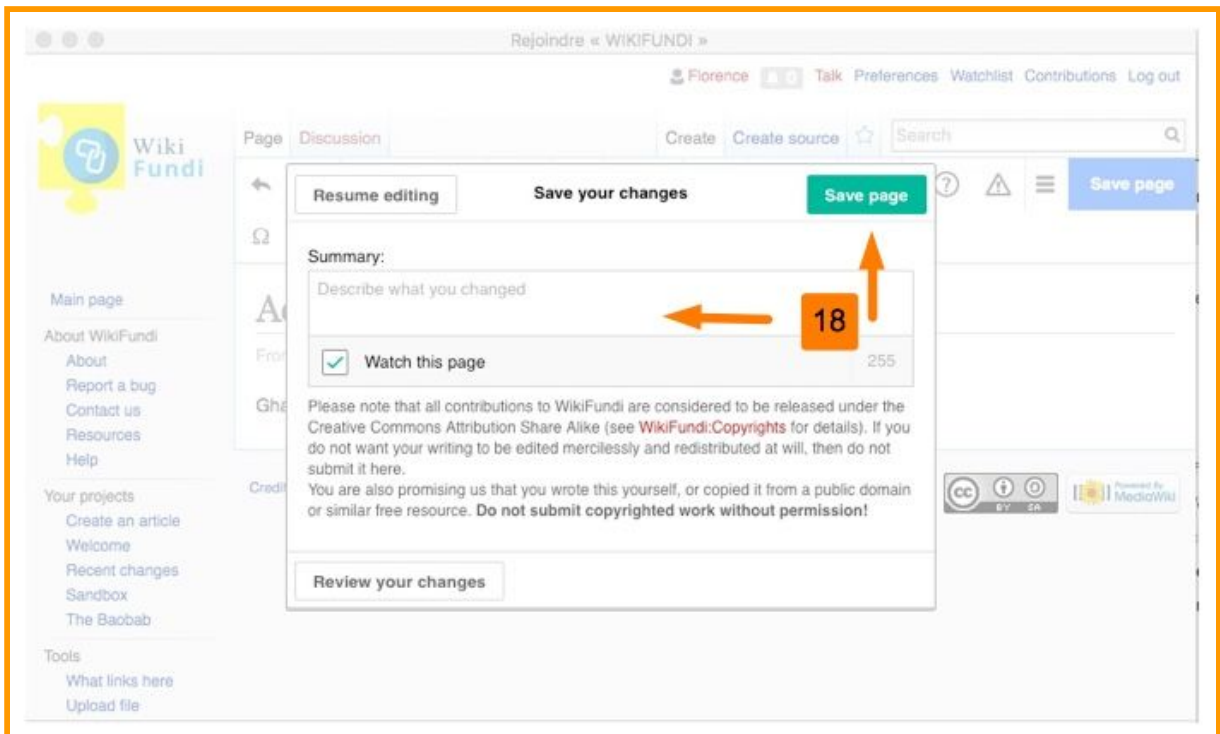 Rejoindre « WIKIFUNDI »
Florence Talk Preferences Watchlist Contributions Log out
Wiki
Fundi
Page Discussion Create Create source Search
Resume editing Save your changes Save page
Save page
Ω
Summary:
Describe what you changed
18
Watch this page 255
Please note that all contributions to WikiFundi are considered to be released under the
Creative Commons Attribution Share Alike (see WikiFundi:Copyrights for details). If you
do not want your writing to be edited mercilessly and redistributed at will, then do not
submit it here.
You are also promising us that you wrote this yourself, or copied it from a public domain
or similar free resource. Do not submit copyrighted work without permission!
Review your changes
Main page
About WikiFundi
About
Report a bug
Contact us
Resources
Help
Your projects
Create an article
Welcome
Recent changes
Sandbox
The Baobab
Tools
What links here
Upload file
cc BY SA
Powered By
MediaWiki